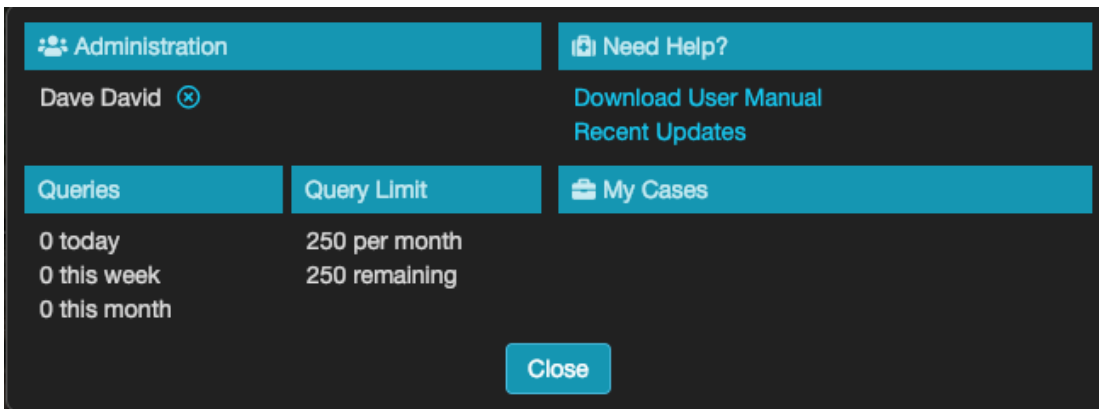 Administration
Dave David
Need Help?
Download User Manual
Recent Updates
Queries
0 today
0 this week
0 this month
Query Limit
250 per month
250 remaining
My Cases
Close